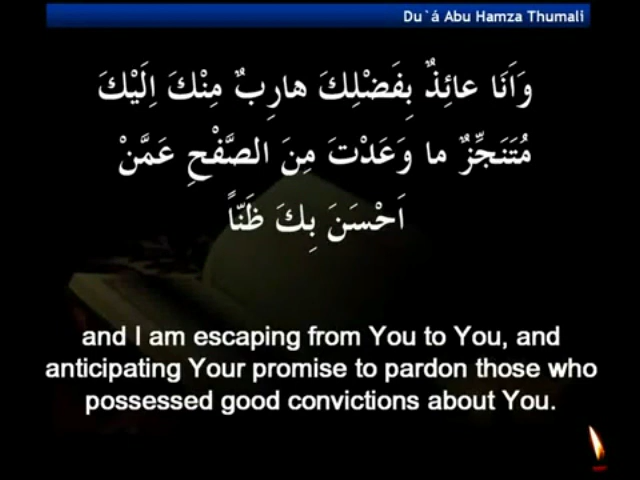 Du`á Abu Hamza Thumali
وَاَنَا عائِذٌ بِفَضْلِكَ هارِبٌ مِنْكَ اِلَيْكَ
مُتَنَجِّزٌ ما وَعَدْتَ مِنَ الصَّفْحِ عَمَّنْ
اَحْسَنَ بِكَ ظَنّاً
and I am escaping from You to You, and
anticipating Your promise to pardon those who
possessed good convictions about You.